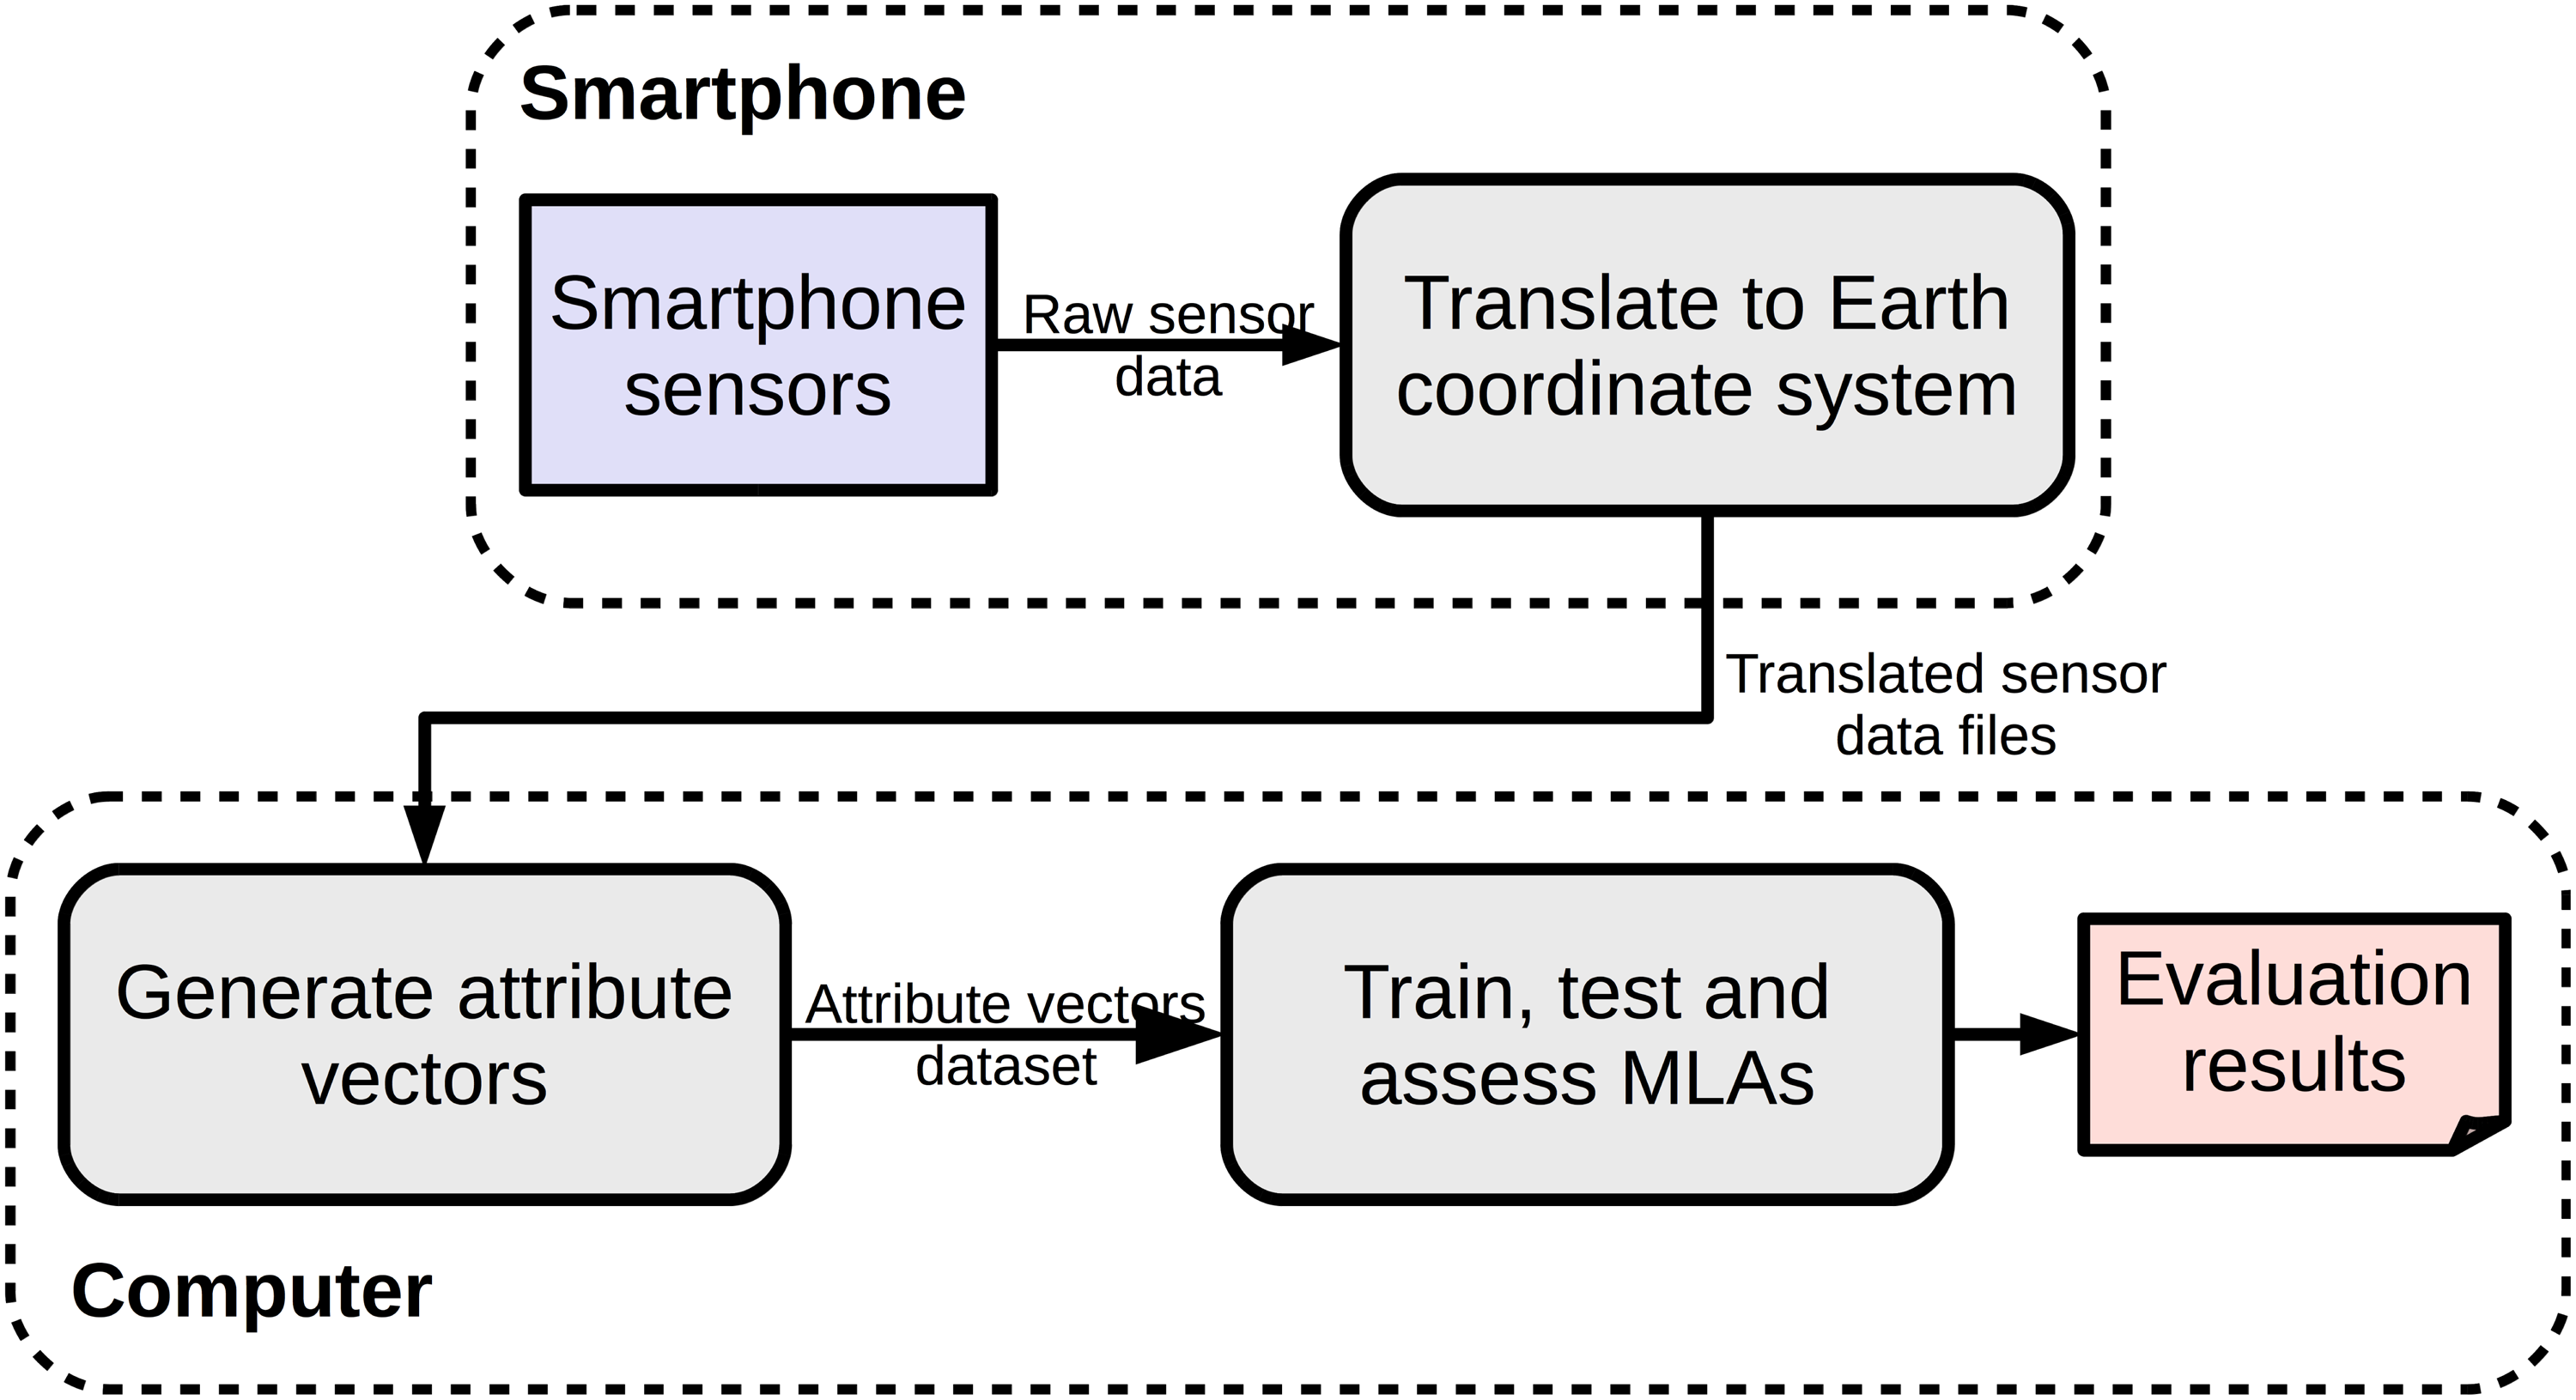 Smartphone
Smartphone
sensors
Raw sensor
data
Translate to Earth
coordinate system
Translated sensor
data files
Generate attribute
vectors
Attribute vectors
dataset
Train, test and
assess MLAs
Evaluation
results
Computer